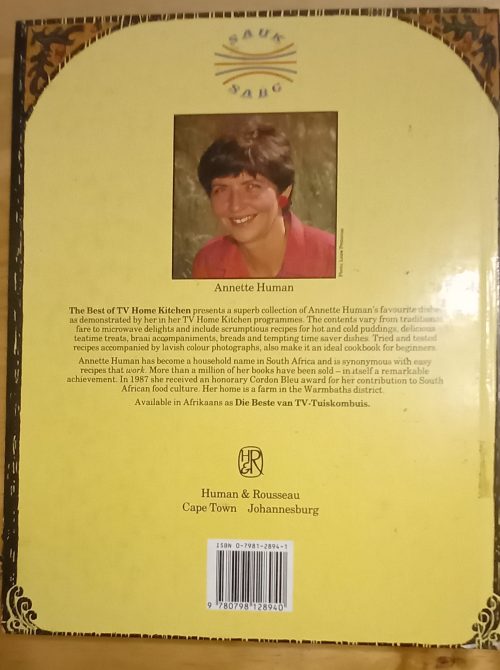 SAUK
SABC
Annette Human
The Best of TV Home Kitchen presents a superb collection of Annette Human's favourite dishes
as demonstrated by her in her TV Home Kitchen programmes. The contents vary from traditional
fare to microwave delights and include scrumptious recipes for hot and cold puddings, delicious
teatime treats, braai accompaniments, breads and tempting time saver dishes. Tried and tested
recipes accompanied by lavish colour photographs, also make it an ideal cookbook for beginners.
Annette Human has become a household name in South Africa and is synonymous with easy
recipes that work. More than a million of her books have been sold – in itself a remarkable
achievement. In 1987 she received an honorary Cordon Bleu award for her contribution to South
African food culture. Her home is a farm in the Warmbaths district.
Available in Afrikaans as Die Beste van TV-Tuiskombuis.
H&R
Human & Rousseau
Cape Town Johannesburg
ISBN 0-7981-2894-1
9 780798 128940